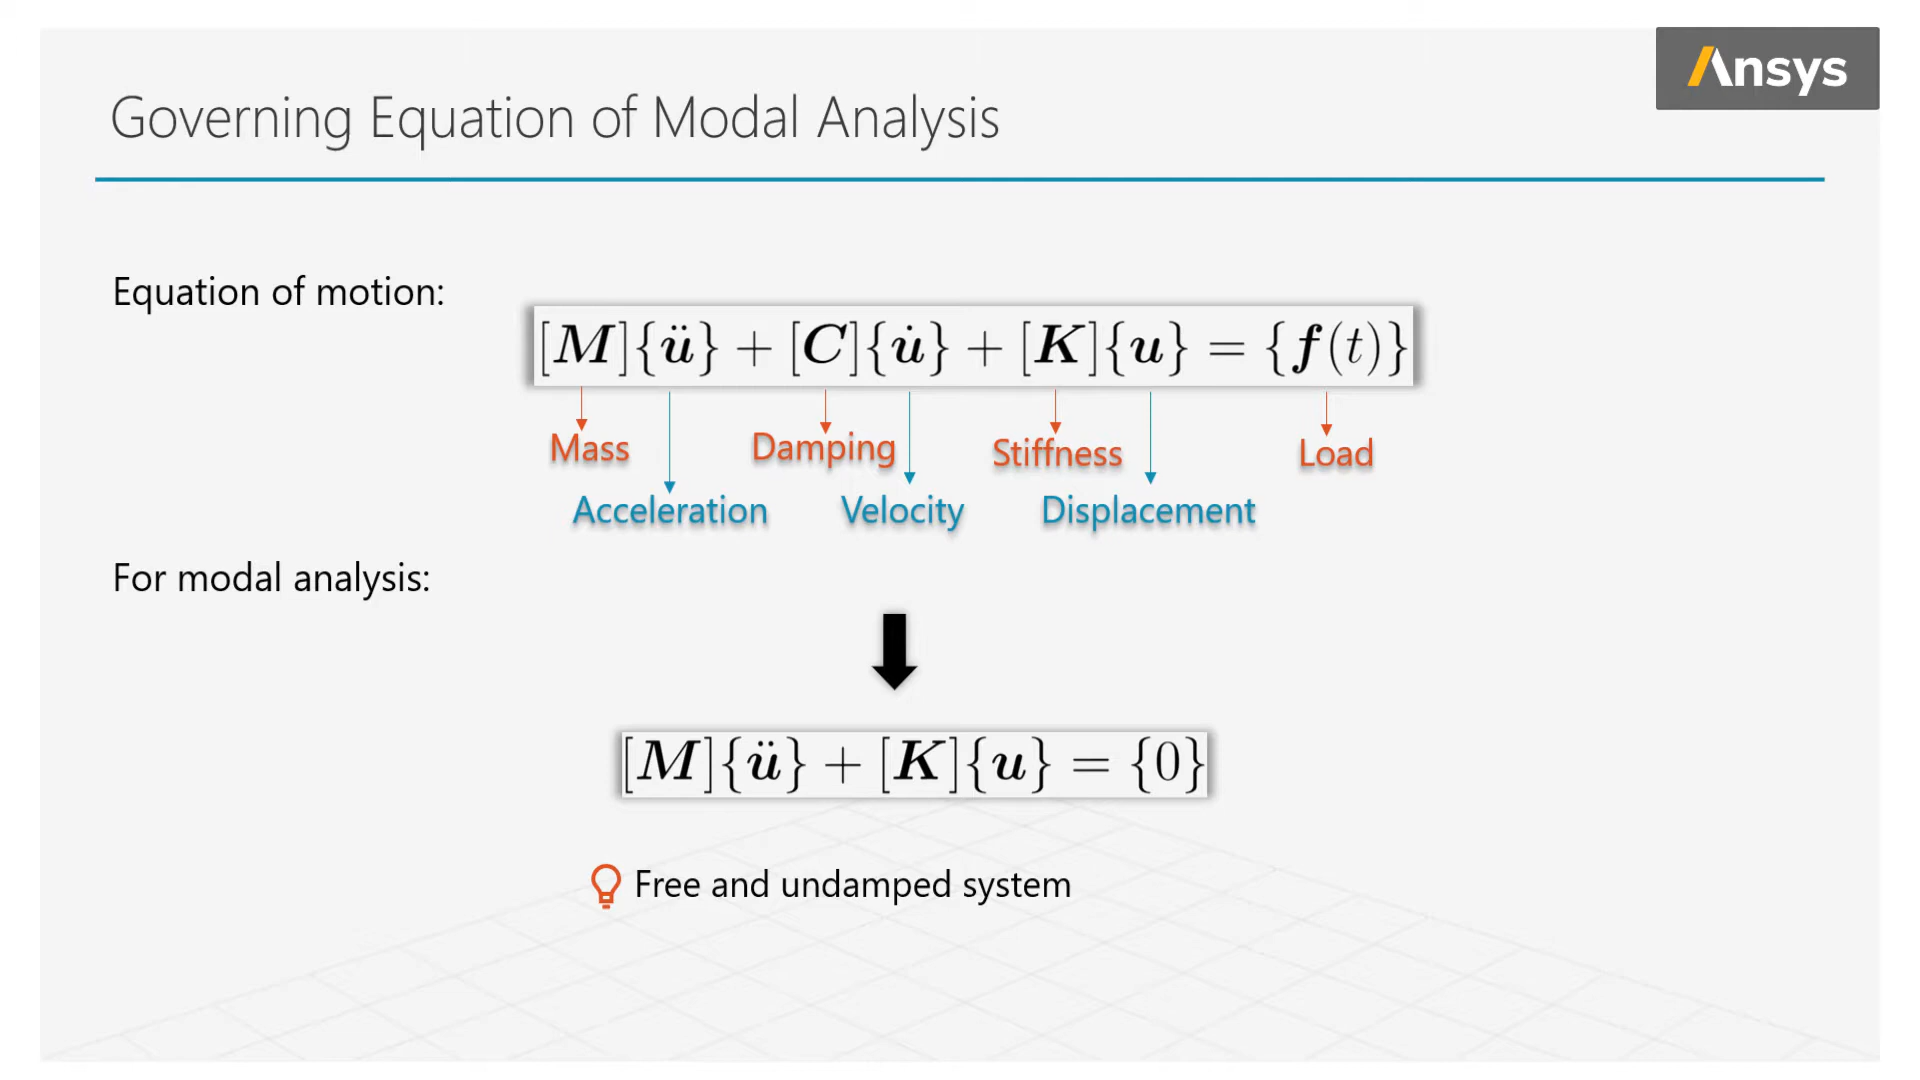 Ansys
Governing Equation of Modal Analysis
Equation of motion:
[M]{ü} + [C]{u̇} + [K]{u} = {f(t)}
Mass Damping Stiffness Load
Acceleration Velocity Displacement
For modal analysis:
[M]{ü} + [K]{u} = {0}
Free and undamped system